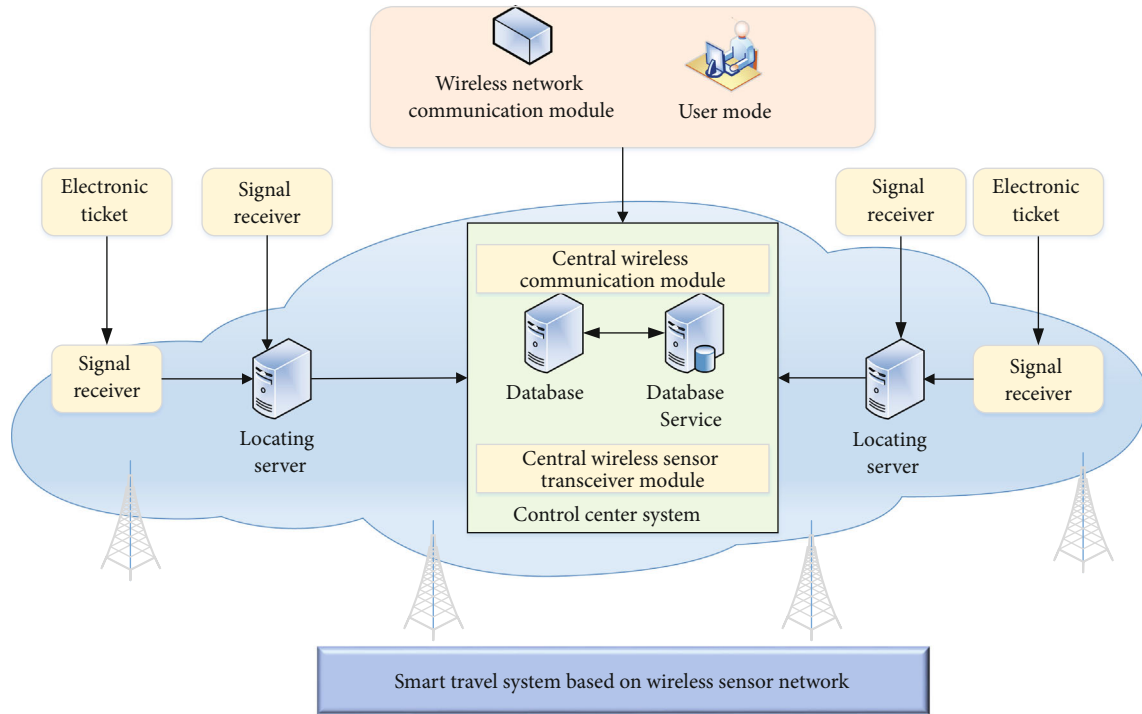 Wireless network
communication module
User mode
Electronic
ticket
Signal
receiver
Signal
receiver
Electronic
ticket
Central wireless
communication module
Signal
receiver
Locating
server
Database
Database
Service
Locating
server
Signal
receiver
Central wireless sensor
transceiver module
Control center system
Smart travel system based on wireless sensor network